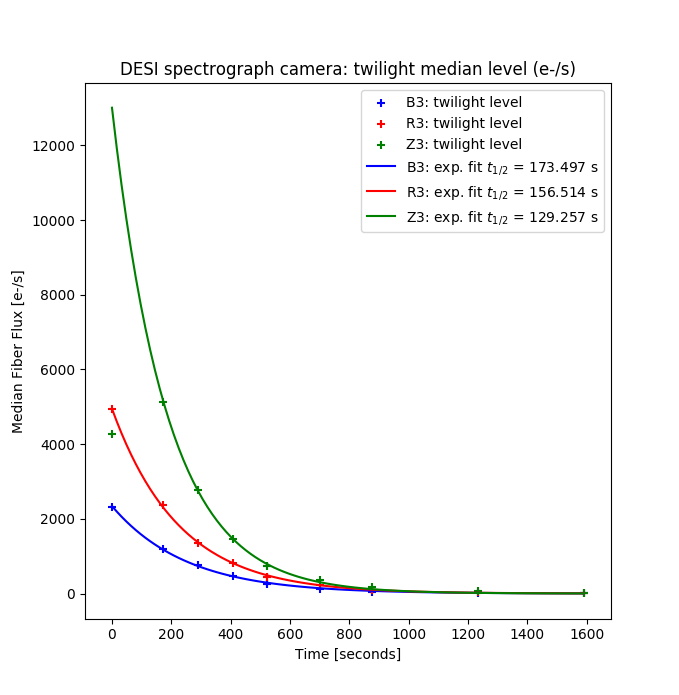 DESI spectrograph camera: twilight median level (e-/s)
B3: twilight level
R3: twilight level
Z3: twilight level
B3: exp. fit t1/2 = 173.497 s
R3: exp. fit t1/2 = 156.514 s
Z3: exp. fit t1/2 = 129.257 s
12000
10000
8000
6000
4000
2000
0
Median Fiber Flux [e-/s]
0 200 400 600 800 1000 1200 1400 1600
Time [seconds]